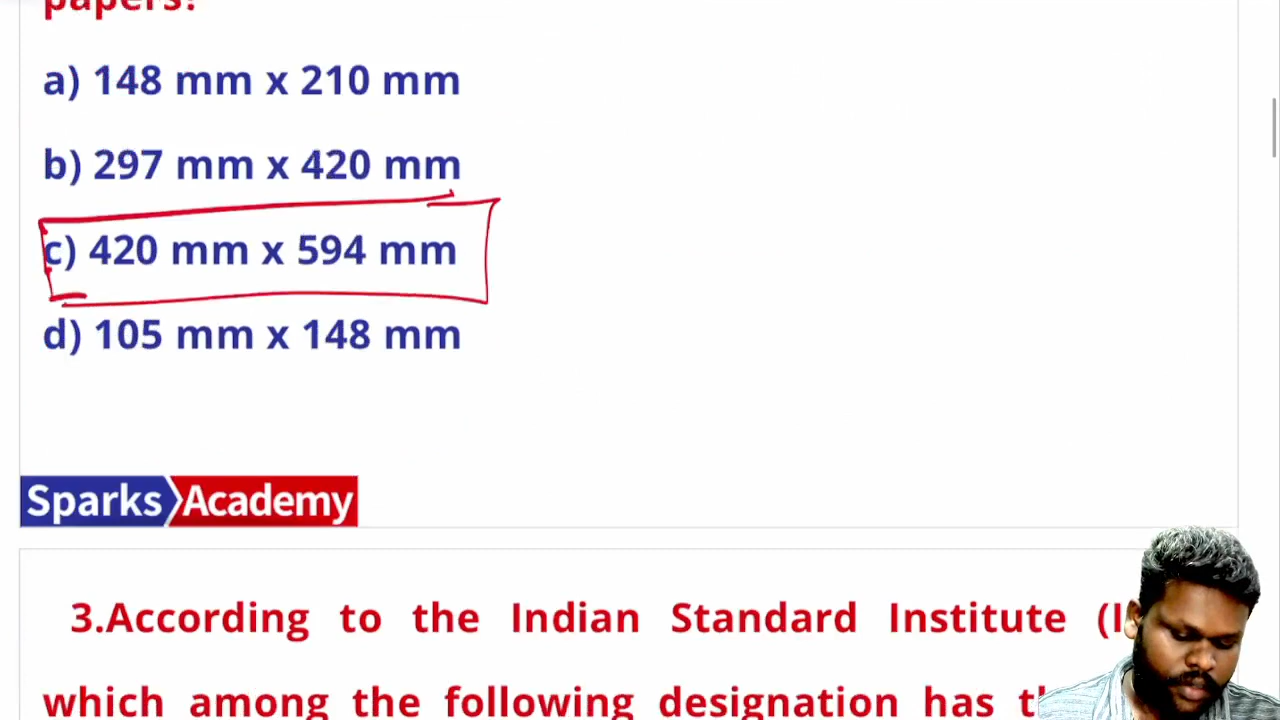 papers?
a) 148 mm x 210 mm
b) 297 mm x 420 mm
c) 420 mm x 594 mm
d) 105 mm x 148 mm
Sparks Academy
3.According to the Indian Standard Institute (I
which among the following designation has